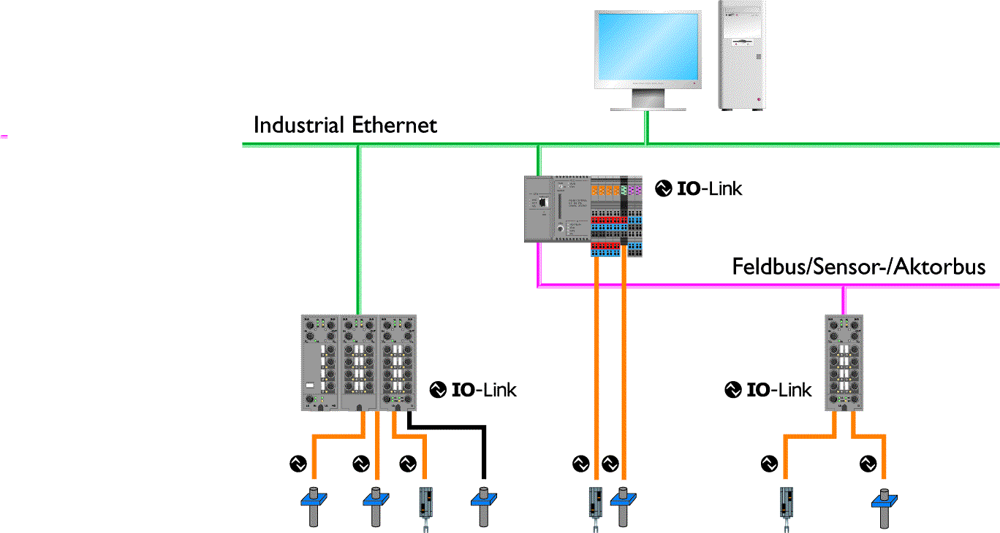 Industrial Ethernet
IO-Link
Feldbus/Sensor-/Aktorbus
IO-Link
IO-Link